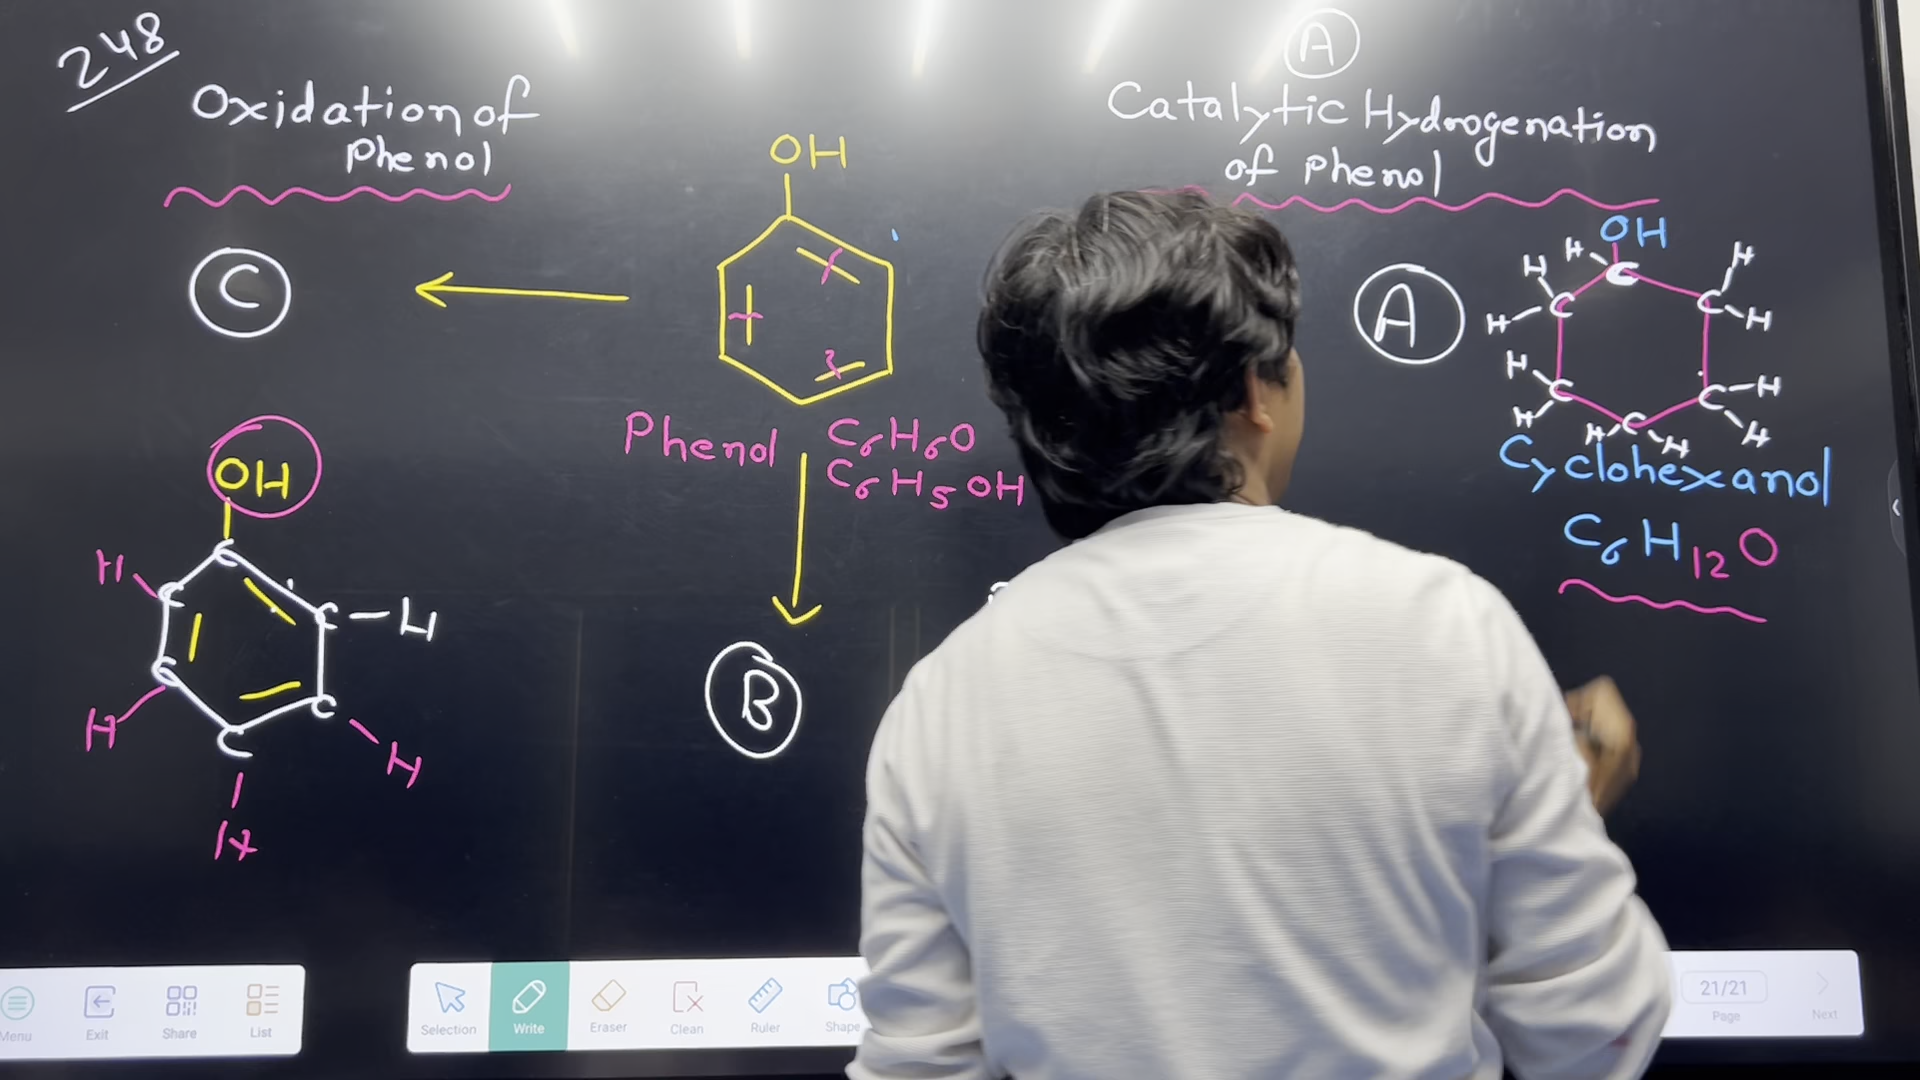 248
Oxidation of
Phenol
A
Catalytic Hydrogenation
of Phenol
OH
C
A
OH
H C
H C H
C H
H C
C H
H C
H C H
H C H
Phenol C6H6O
C6H5OH
Cyclohexanol
C6H12O
OH
C
H C
C-H
C
H
C
C H
H
B
Menu
Exit
Share
List
Selection
Write
Eraser
Clean
Ruler
Shape
21/21
Page
Next